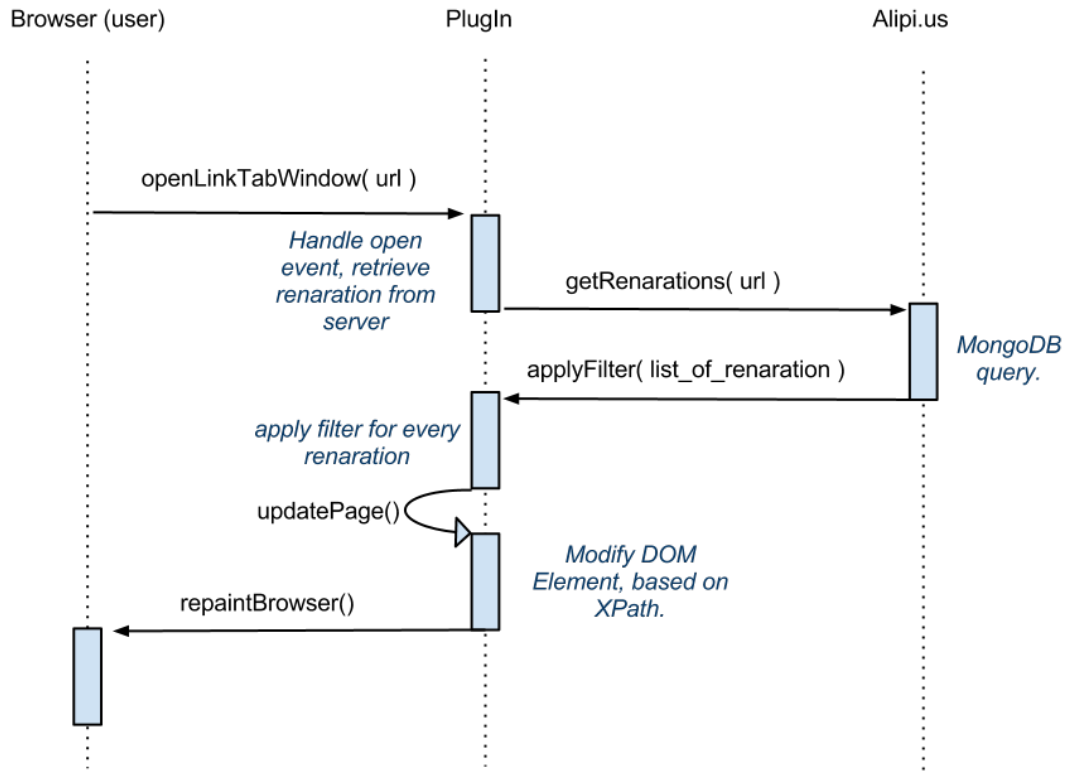 Browser (user)
PlugIn
Alipi.us
openLinkTabWindow( url )
Handle open
event, retrieve
renaration from
server
getRenarations( url )
MongoDB
query.
applyFilter( list_of_renaration )
apply filter for every
renaration
updatePage()
Modify DOM
Element, based on
XPath.
repaintBrowser()